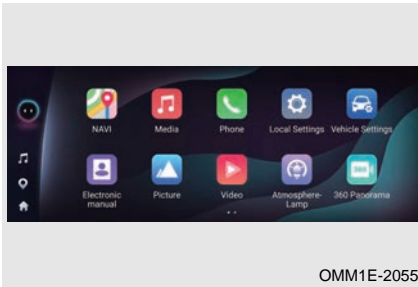 NAVI
Media
Phone
Local Settings
Vehicle Settings
Electronic
manual
Picture
Video
Atmosphere-
Lamp
360 Panorama
OMM1E-2055